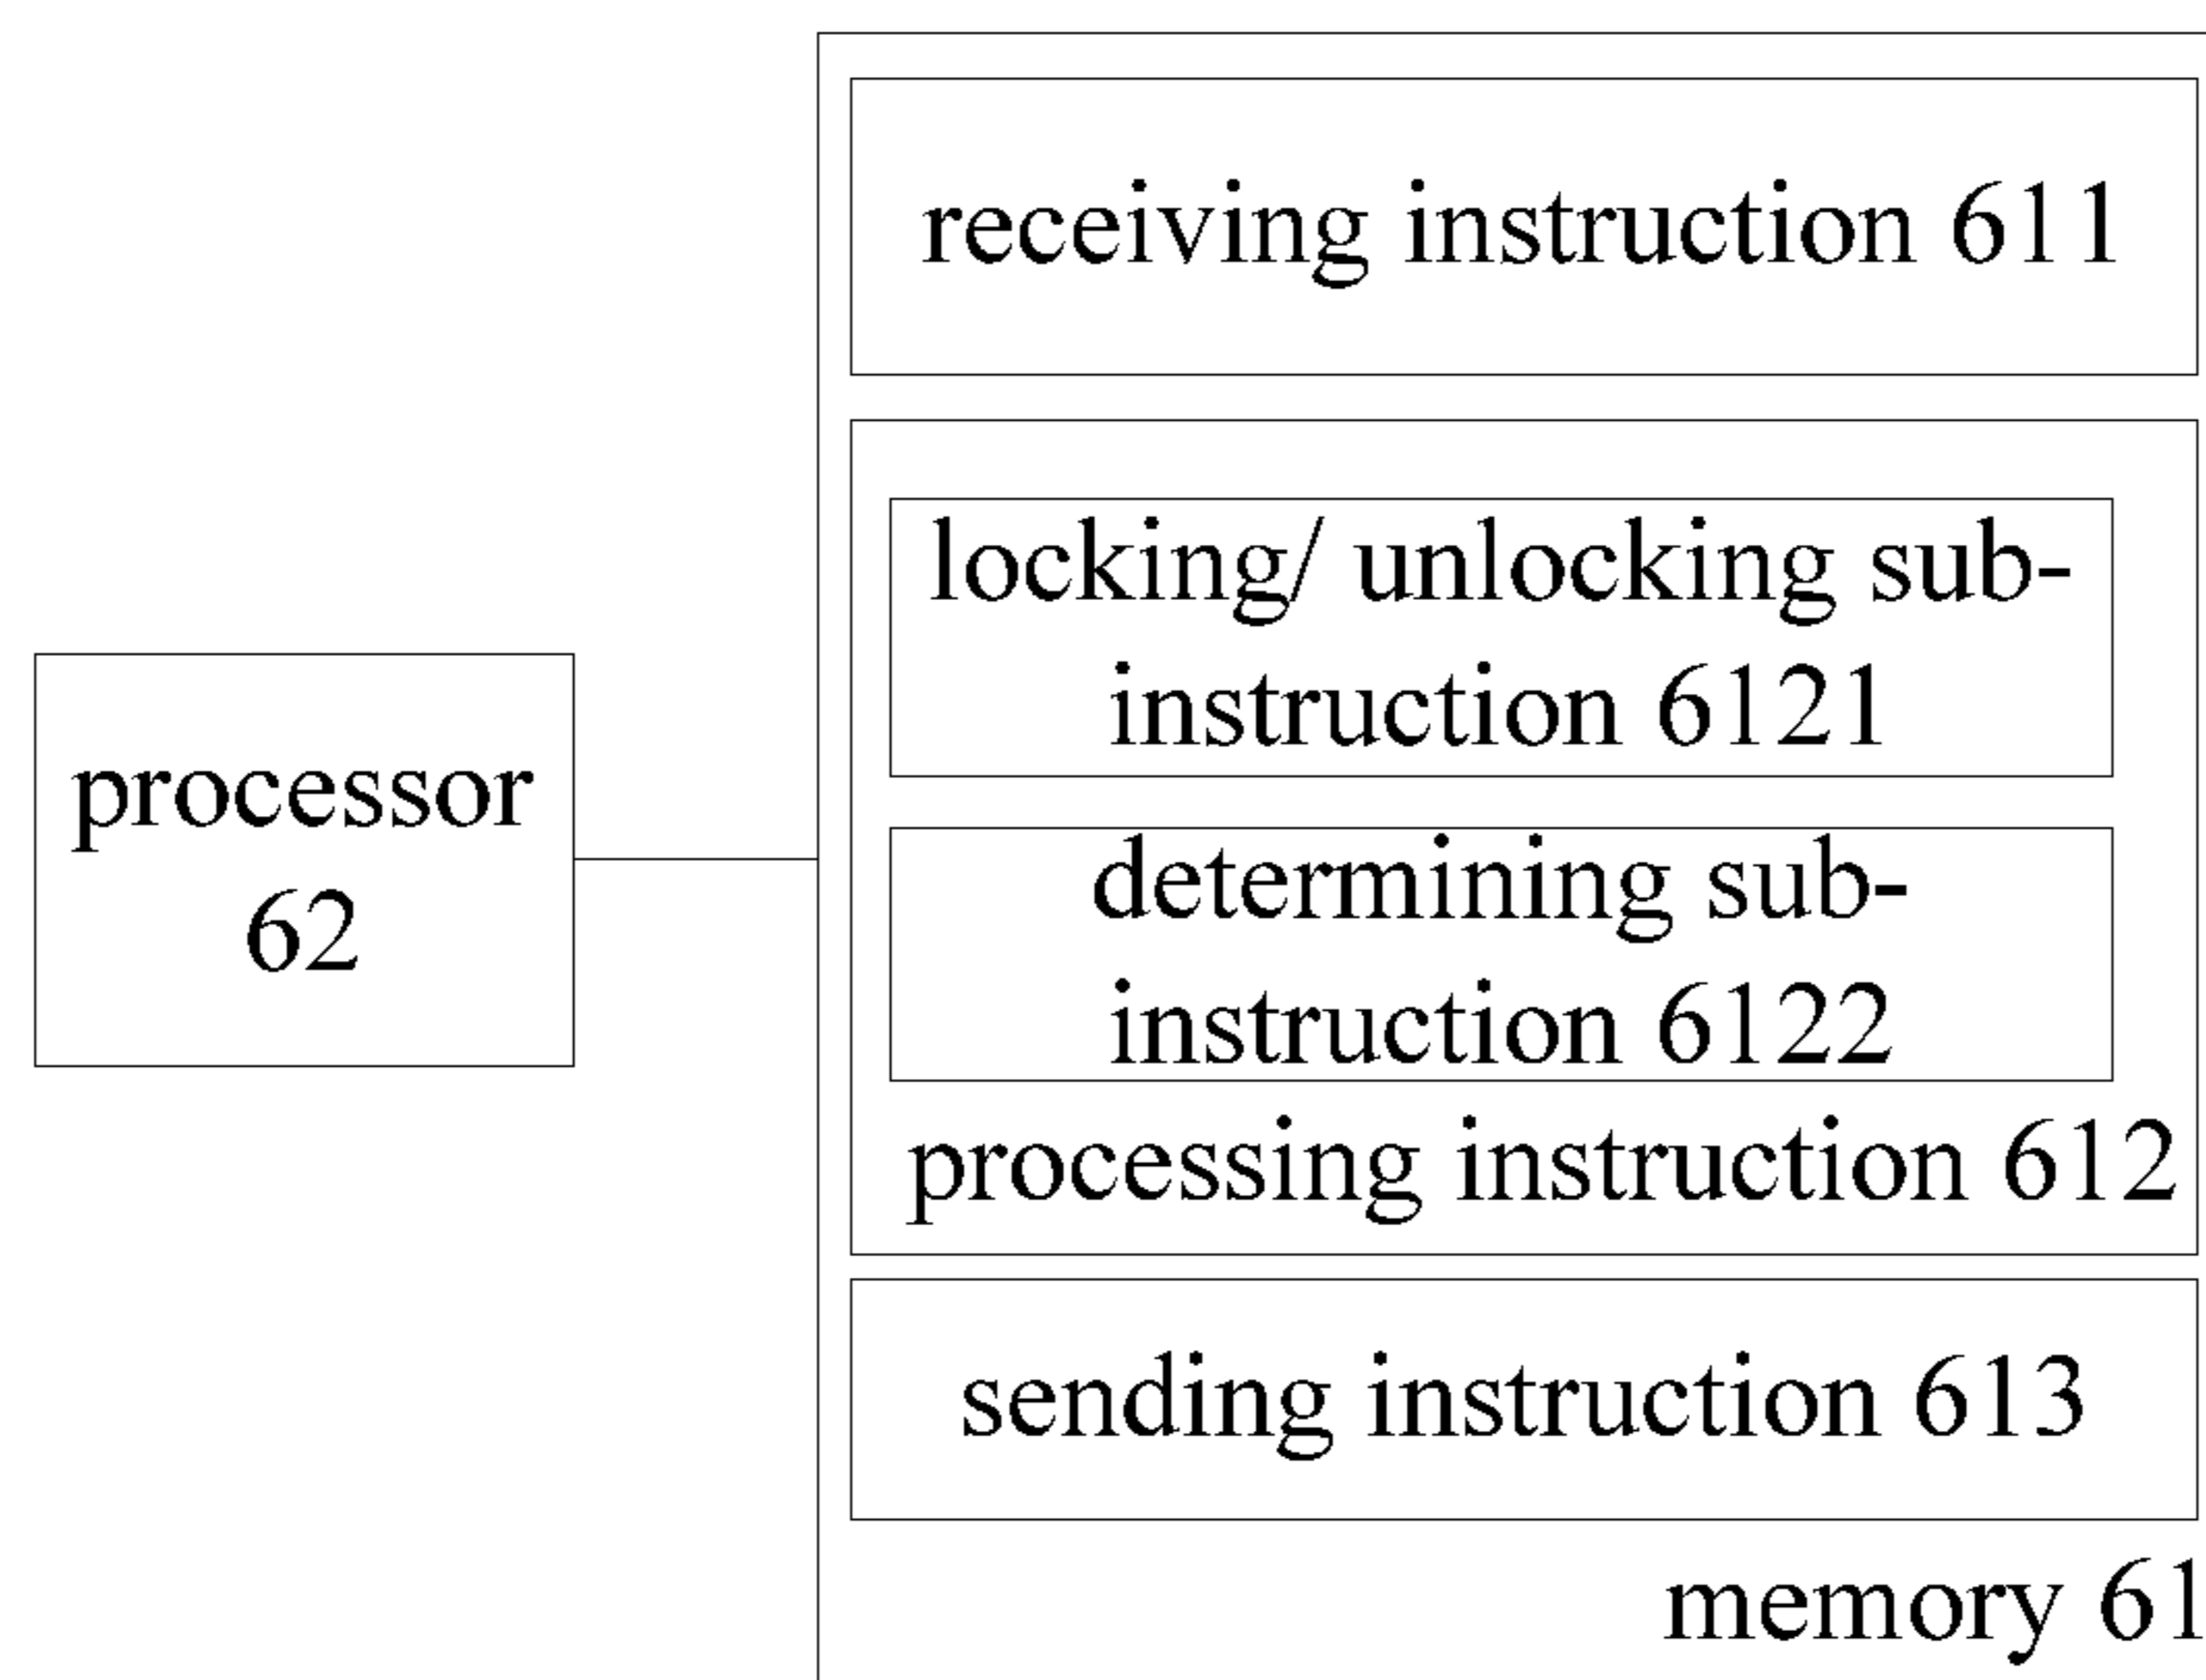 receiving instruction 611
locking/ unlocking sub-
instruction 6121
processor
62
determining sub-
instruction 6122
processing instruction 612
sending instruction 613
memory 61